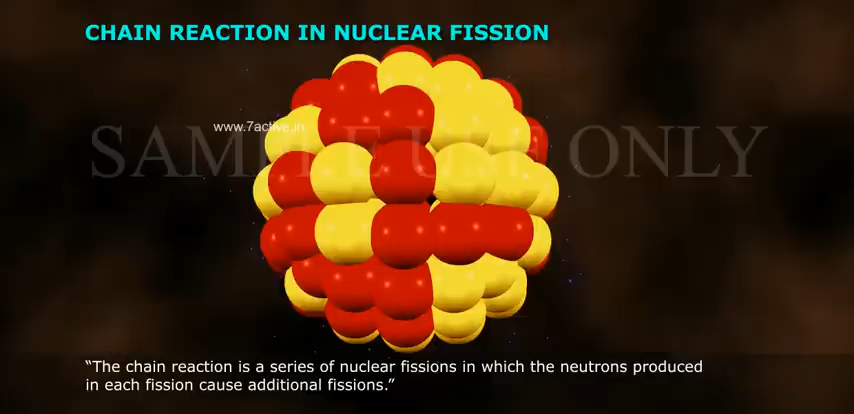 CHAIN REACTION IN NUCLEAR FISSION
www.7active.in
SAMPLE USE ONLY
“The chain reaction is a series of nuclear fissions in which the neutrons produced
in each fission cause additional fissions.”